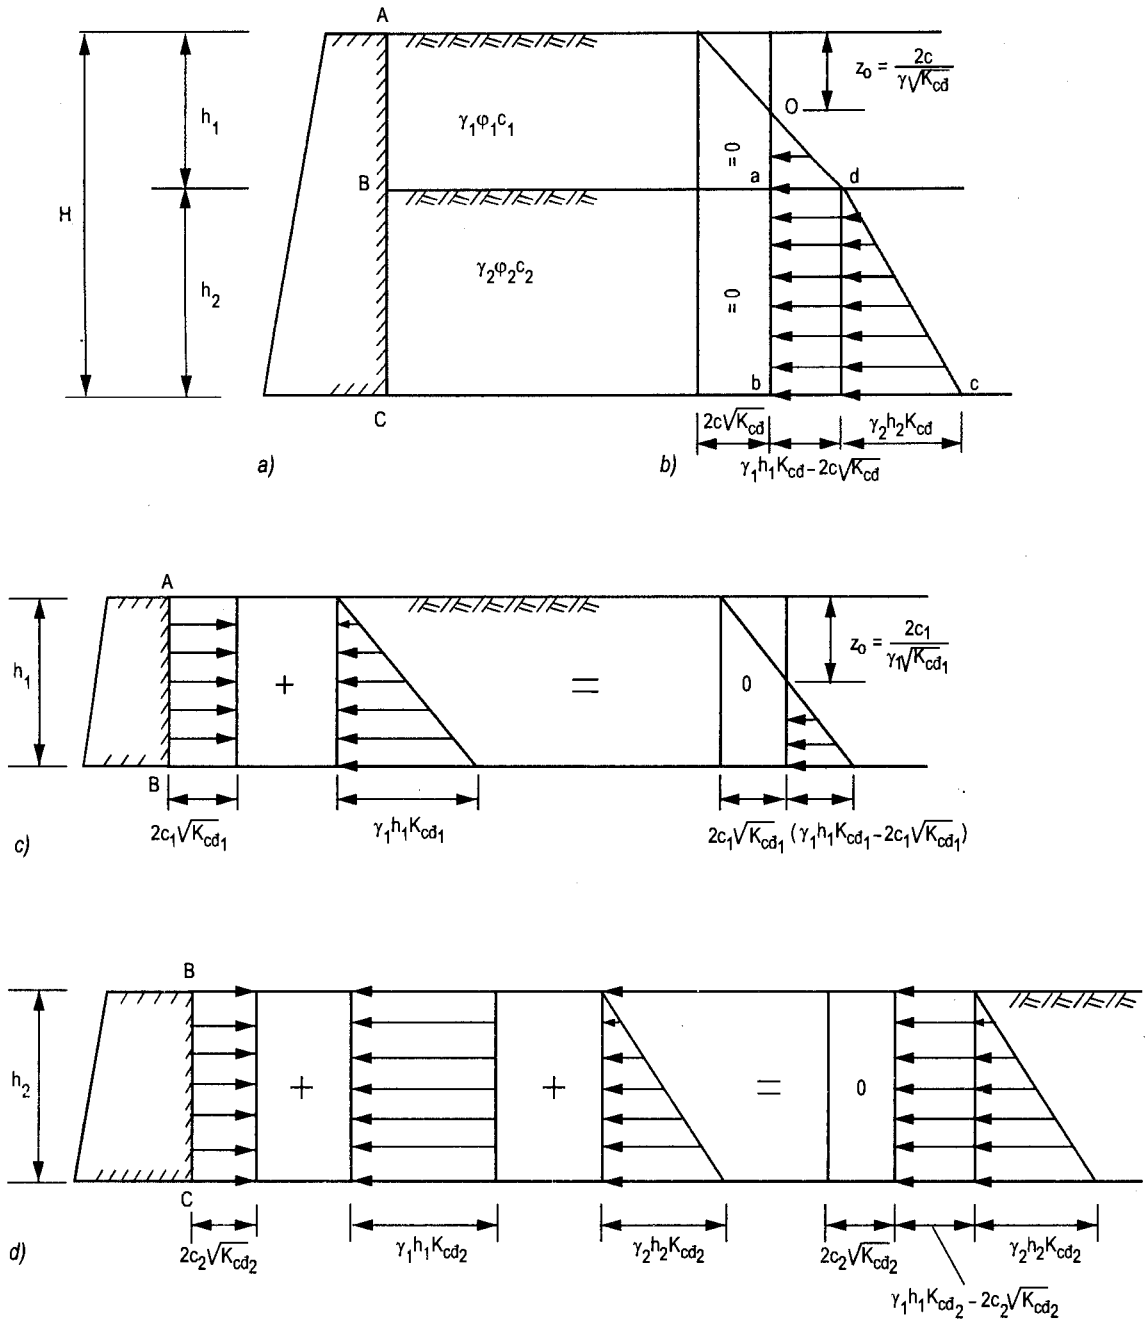 A
H
h₁
γ₁φ₁c₁
B
h₂
γ₂φ₂c₂
C
a)
z₀ = 2c / γ√Kcđ
O
=0
a
d
=0
b
c
2c√Kcđ
γ₂h₂Kcđ
γ₁h₁Kcđ – 2c√Kcđ
b)
A
h₁
B
+
=
0
z₀ = 2c₁ / γ1√Kcđ₁
2c₁√Kcđ₁
γ₁h₁Kcđ₁
2c₁√Kcđ₁ (γ₁h₁Kcđ₁ – 2c₁√Kcđ₁)
c)
B
h₂
C
+
+
=
0
2c₂√Kcđ₂
γ₁h₁Kcđ₂
γ₂h₂Kcđ₂
2c₂√Kcđ₂
γ₂h₂Kcđ₂
γ₁h₁Kcđ₂ – 2c₂√Kcđ₂
d)